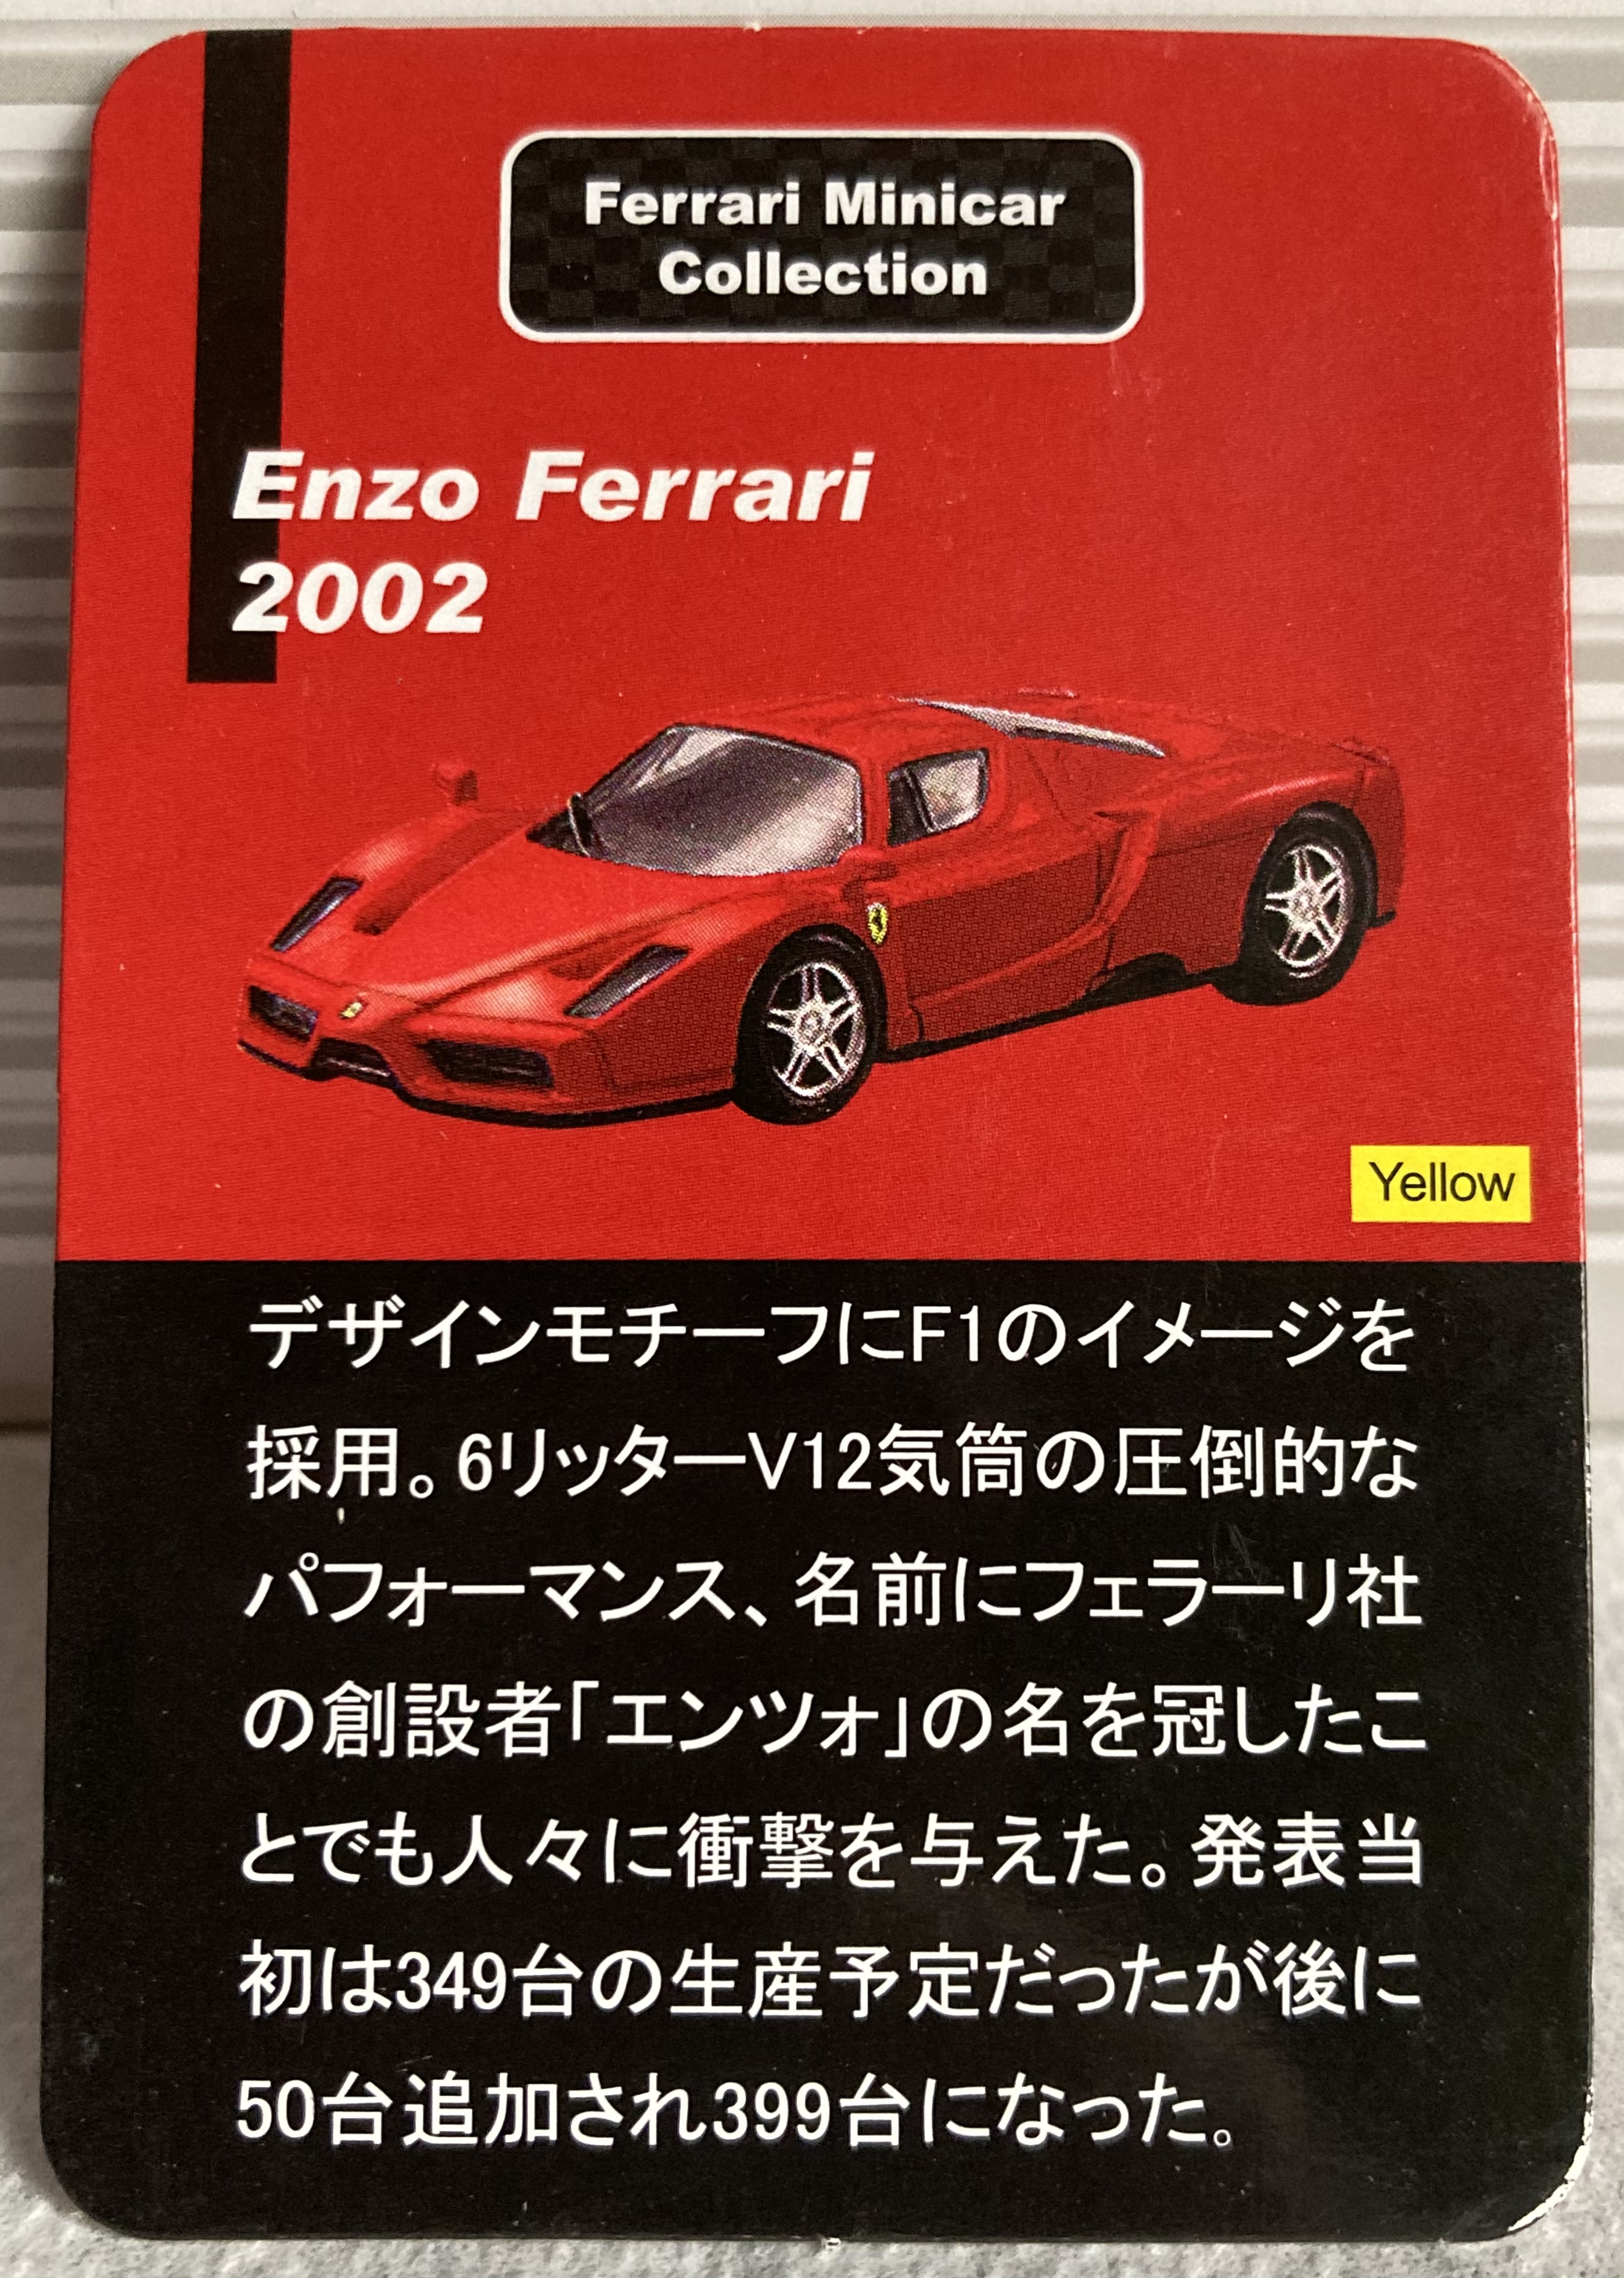 Ferrari Minicar
Collection
Enzo Ferrari
2002
Yellow
デザインモチーフにF1のイメージを
採用。6リッターV12気筒の圧倒的な
パフォーマンス、名前にフェラーリ社
の創設者「エンツォ」の名を冠したこ
とでも人々に衝撃を与えた。発表当
初は349台の生産予定だったが後に
50台追加され399台になった。